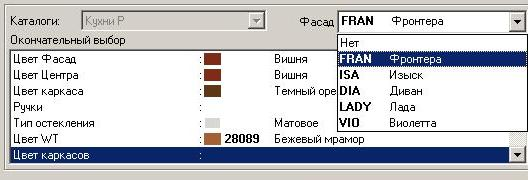 Каталоги: Кухни Р Фасад FRAN Фронтера
Окончательный выбор
Нет
FRAN Фронтера
ISA Изыск
DIA Диван
LADY Лада
VIO Виолетта
Цвет Фасад : Вишня
Цвет Центра : Вишня
Цвет каркаса : Темный оре
Ручки :
Тип остекления : Матовое
Цвет WT : 28089 Бежевый мрамор
Цвет каркасов :